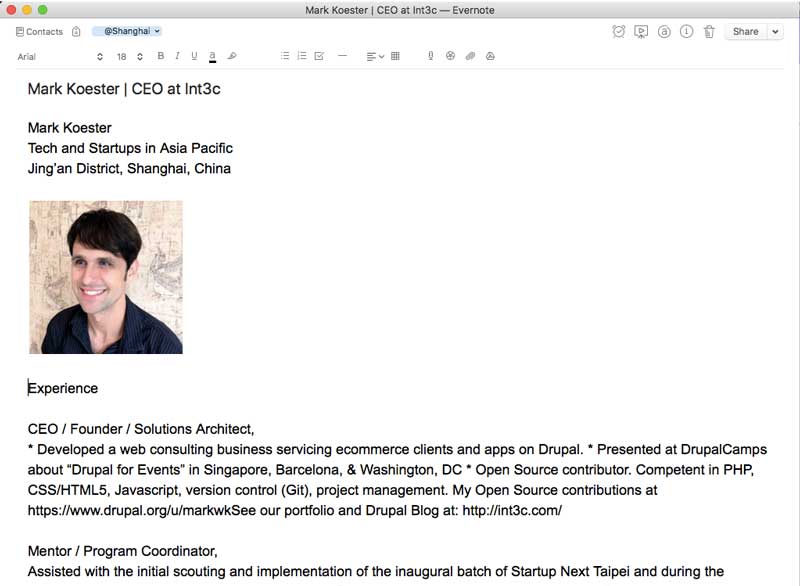 Mark Koester | CEO at Int3c — Evernote
Contacts @Shanghai Share
Arial 18 B I U a
Mark Koester | CEO at Int3c
Mark Koester
Tech and Startups in Asia Pacific
Jing’an District, Shanghai, China
Experience
CEO / Founder / Solutions Architect,
* Developed a web consulting business servicing ecommerce clients and apps on Drupal. * Presented at DrupalCamps
about “Drupal for Events” in Singapore, Barcelona, & Washington, DC * Open Source contributor. Competent in PHP,
CSS/HTML5, Javascript, version control (Git), project management. My Open Source contributions at
https://www.drupal.org/u/markwkSee our portfolio and Drupal Blog at: http://int3c.com/
Mentor / Program Coordinator,
Assisted with the initial scouting and implementation of the inaugural batch of Startup Next Taipei and during the